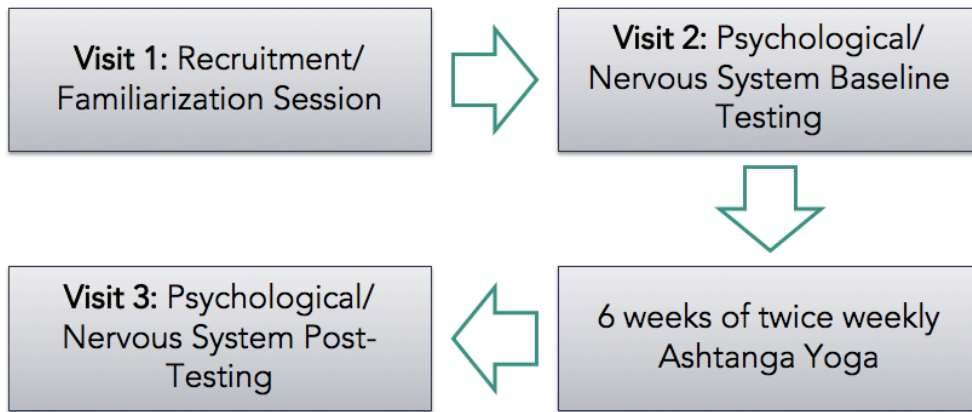 Visit 1: Recruitment/
Familiarization Session
Visit 2: Psychological/
Nervous System Baseline
Testing
6 weeks of twice weekly
Ashtanga Yoga
Visit 3: Psychological/
Nervous System Post-
Testing